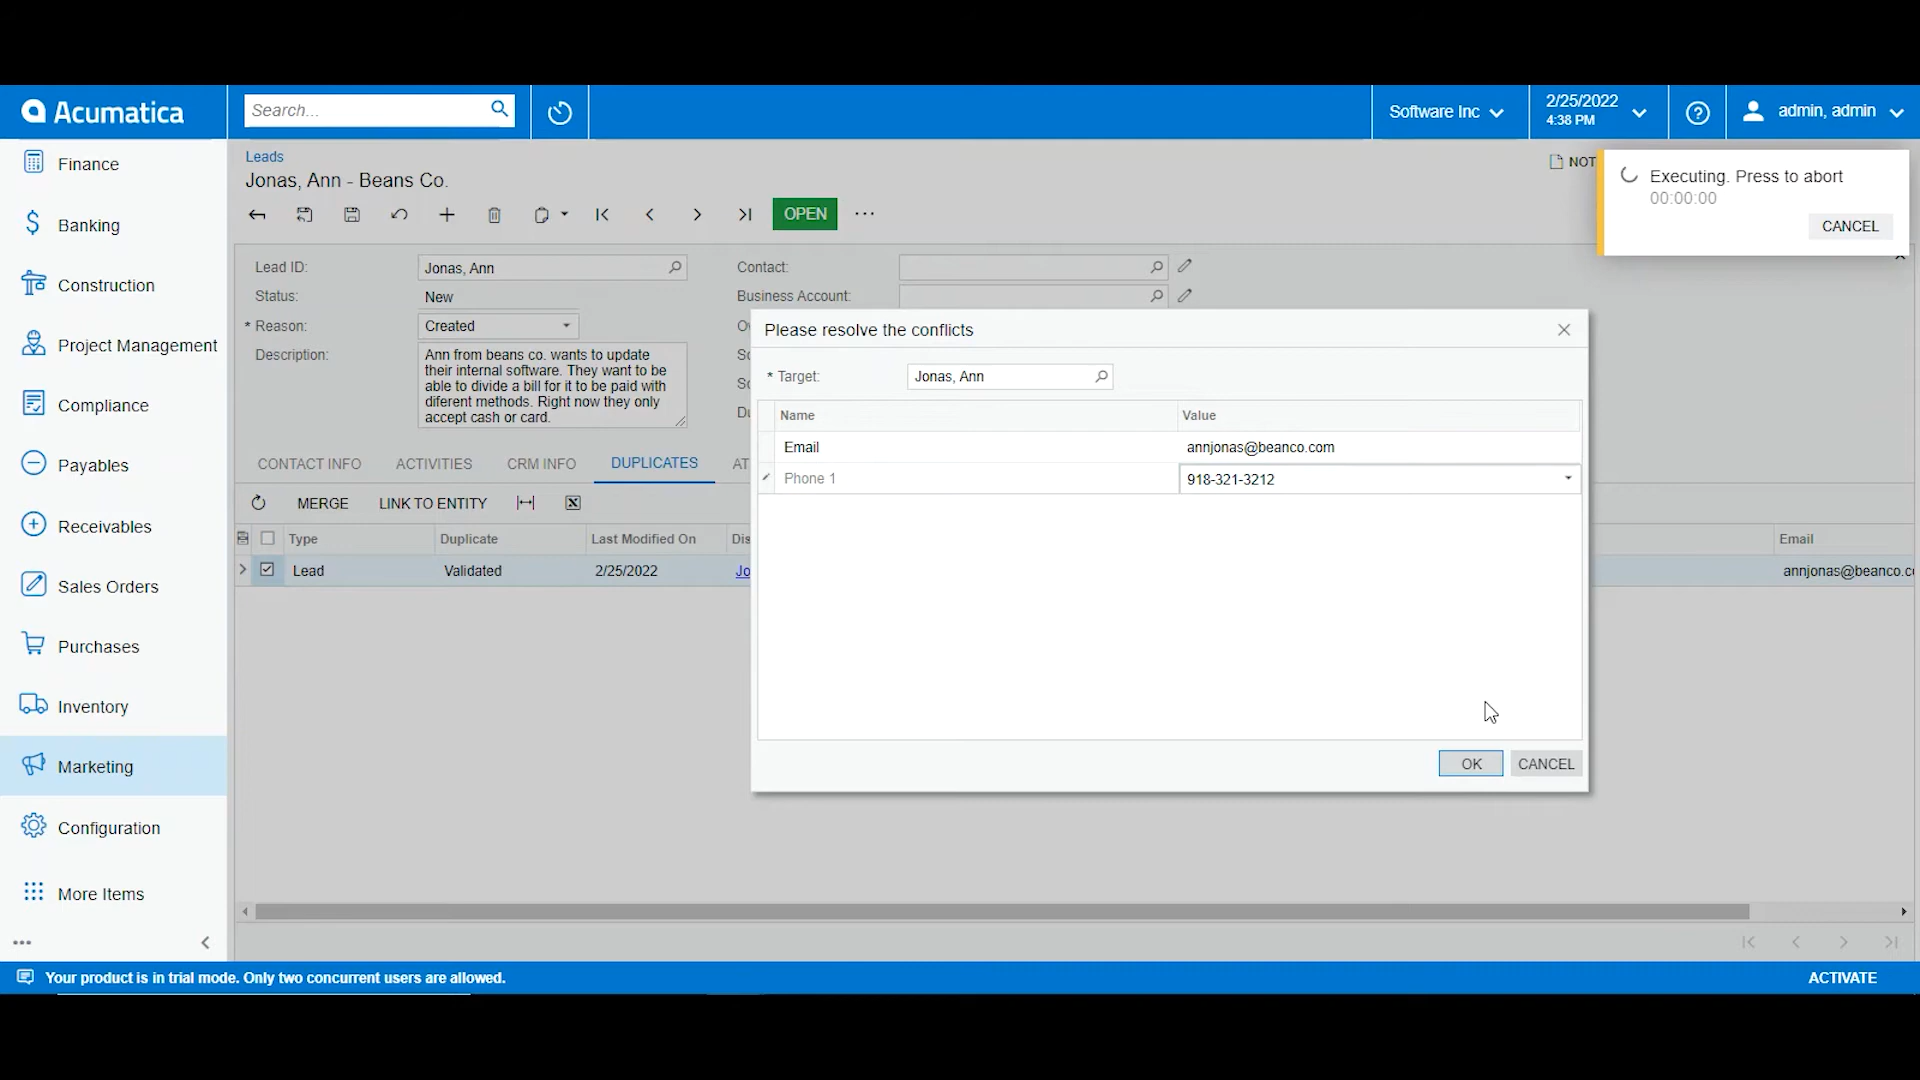 Acumatica
Search...
Software Inc
2/25/2022
4:38 PM
admin, admin
Finance
Banking
Construction
Project Management
Compliance
Payables
Receivables
Sales Orders
Purchases
Inventory
Marketing
Configuration
More Items
Leads
Jonas, Ann - Beans Co.
NOT
OPEN
Executing. Press to abort
00:00:00
CANCEL
Lead ID:
Jonas, Ann
Status:
New
* Reason:
Created
Description:
Ann from beans co. wants to update
their internal software. They want to be
able to divide a bill for it to be paid with
diferent methods. Right now they only
accept cash or card.
Contact:
Business Account:
CONTACT INFO
ACTIVITIES
CRM INFO
DUPLICATES
AT
MERGE
LINK TO ENTITY
Type
Duplicate
Last Modified On
Dis
Email
Lead
Validated
2/25/2022
Jo
annjonas@beanco.c
Please resolve the conflicts
* Target:
Jonas, Ann
Name
Value
Email
annjonas@beanco.com
Phone 1
918-321-3212
OK
CANCEL
Your product is in trial mode. Only two concurrent users are allowed.
ACTIVATE